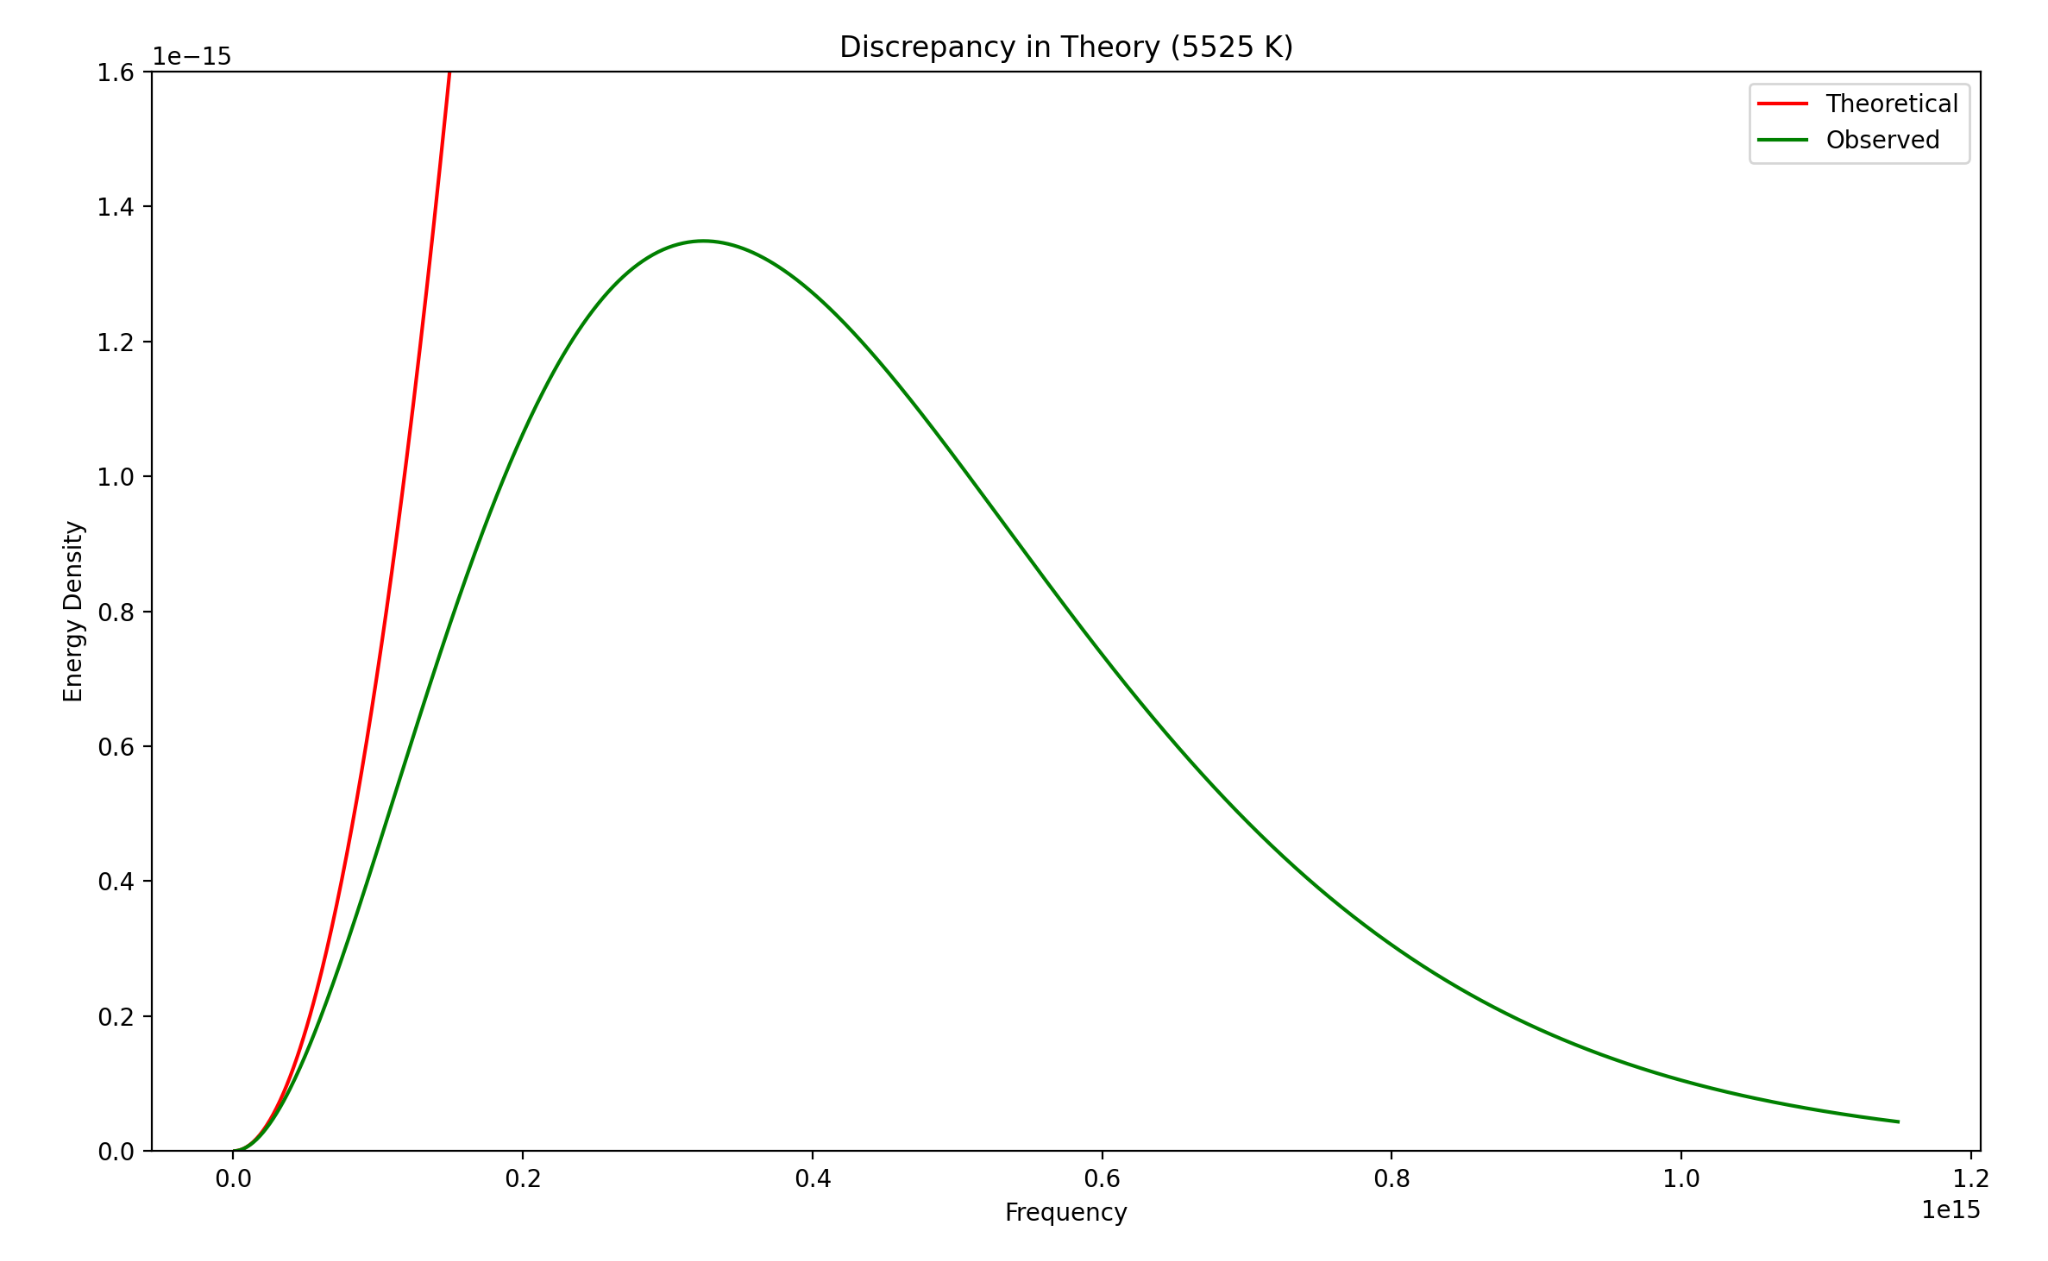 Discrepancy in Theory (5525 K)
1e−15
1.6
1.4
1.2
1.0
0.8
0.6
0.4
0.2
0.0
Energy Density
Theoretical
Observed
0.0 0.2 0.4 0.6 0.8 1.0 1.2
Frequency
1e15